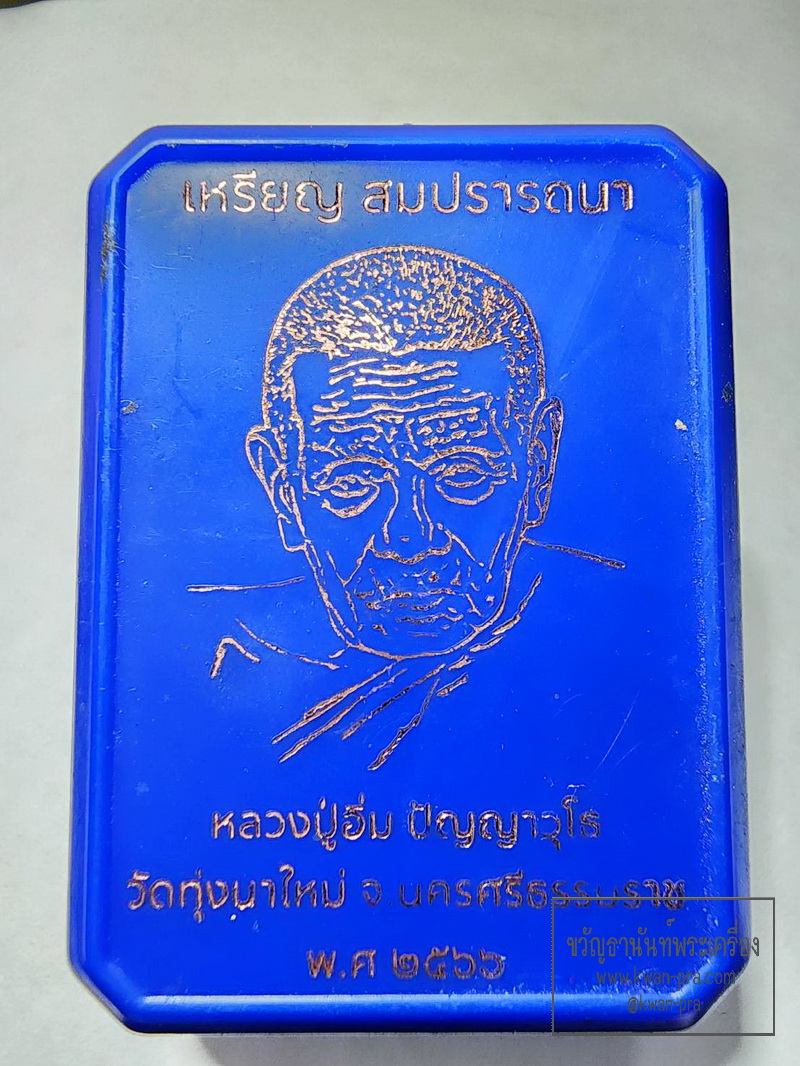 เหรียญ สมปรารถนา
หลวงปู่อิ่ม ปัญญาวุโธ
วัดทุ่งนาใหม่ จ.นครศรีธรรมราช
พ.ศ ๒๕๖๖
ขวัญธานันท์พระเครื่อง
www.kwan-pra.com
@kwan-pra